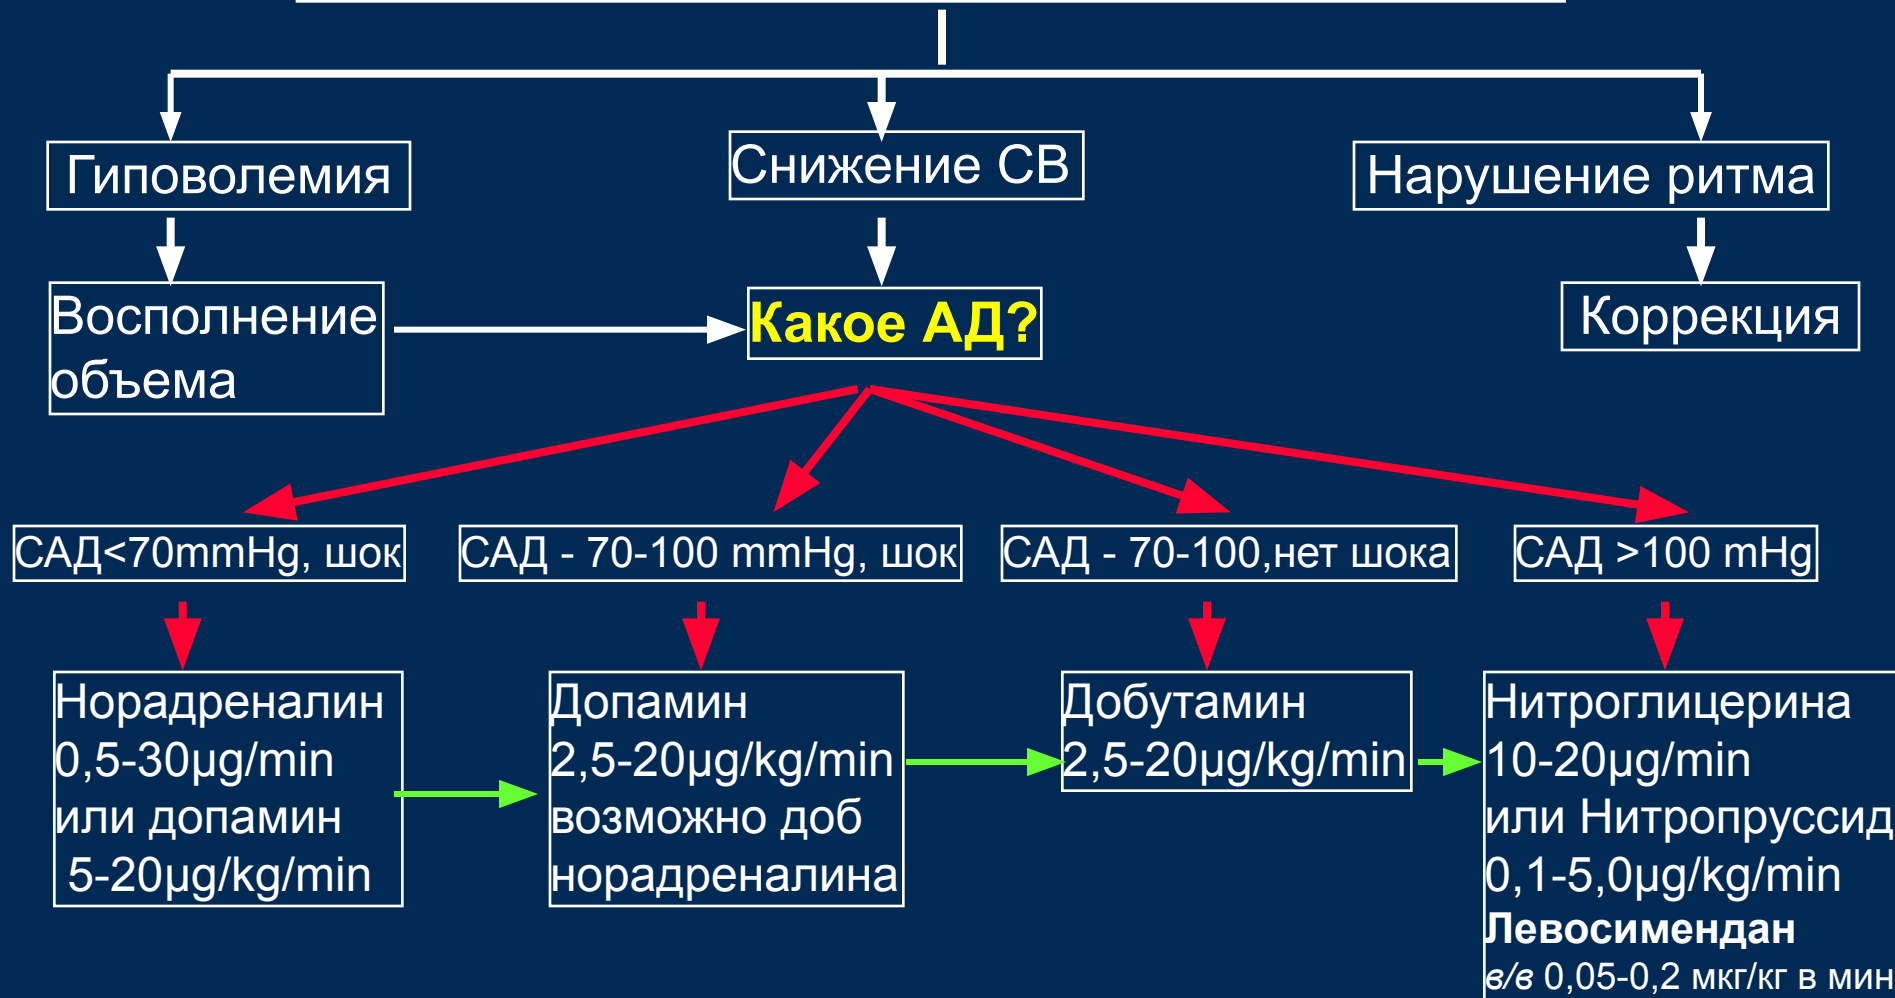 Гиповолемия
Снижение СВ
Нарушение ритма
Восполнение
объема
Какое АД?
Коррекция
САД<70mmHg, шок
САД - 70-100 mmHg, шок
САД - 70-100,нет шока
САД >100 mHg
Норадреналин
0,5-30µg/min
или допамин
5-20µg/kg/min
Допамин
2,5-20µg/kg/min
возможно доб
норадреналина
Добутамин
2,5-20µg/kg/min
Нитроглицерина
10-20µg/min
или Нитропруссид
0,1-5,0µg/kg/min
Левосимендан
в/в 0,05-0,2 мкг/кг в мин